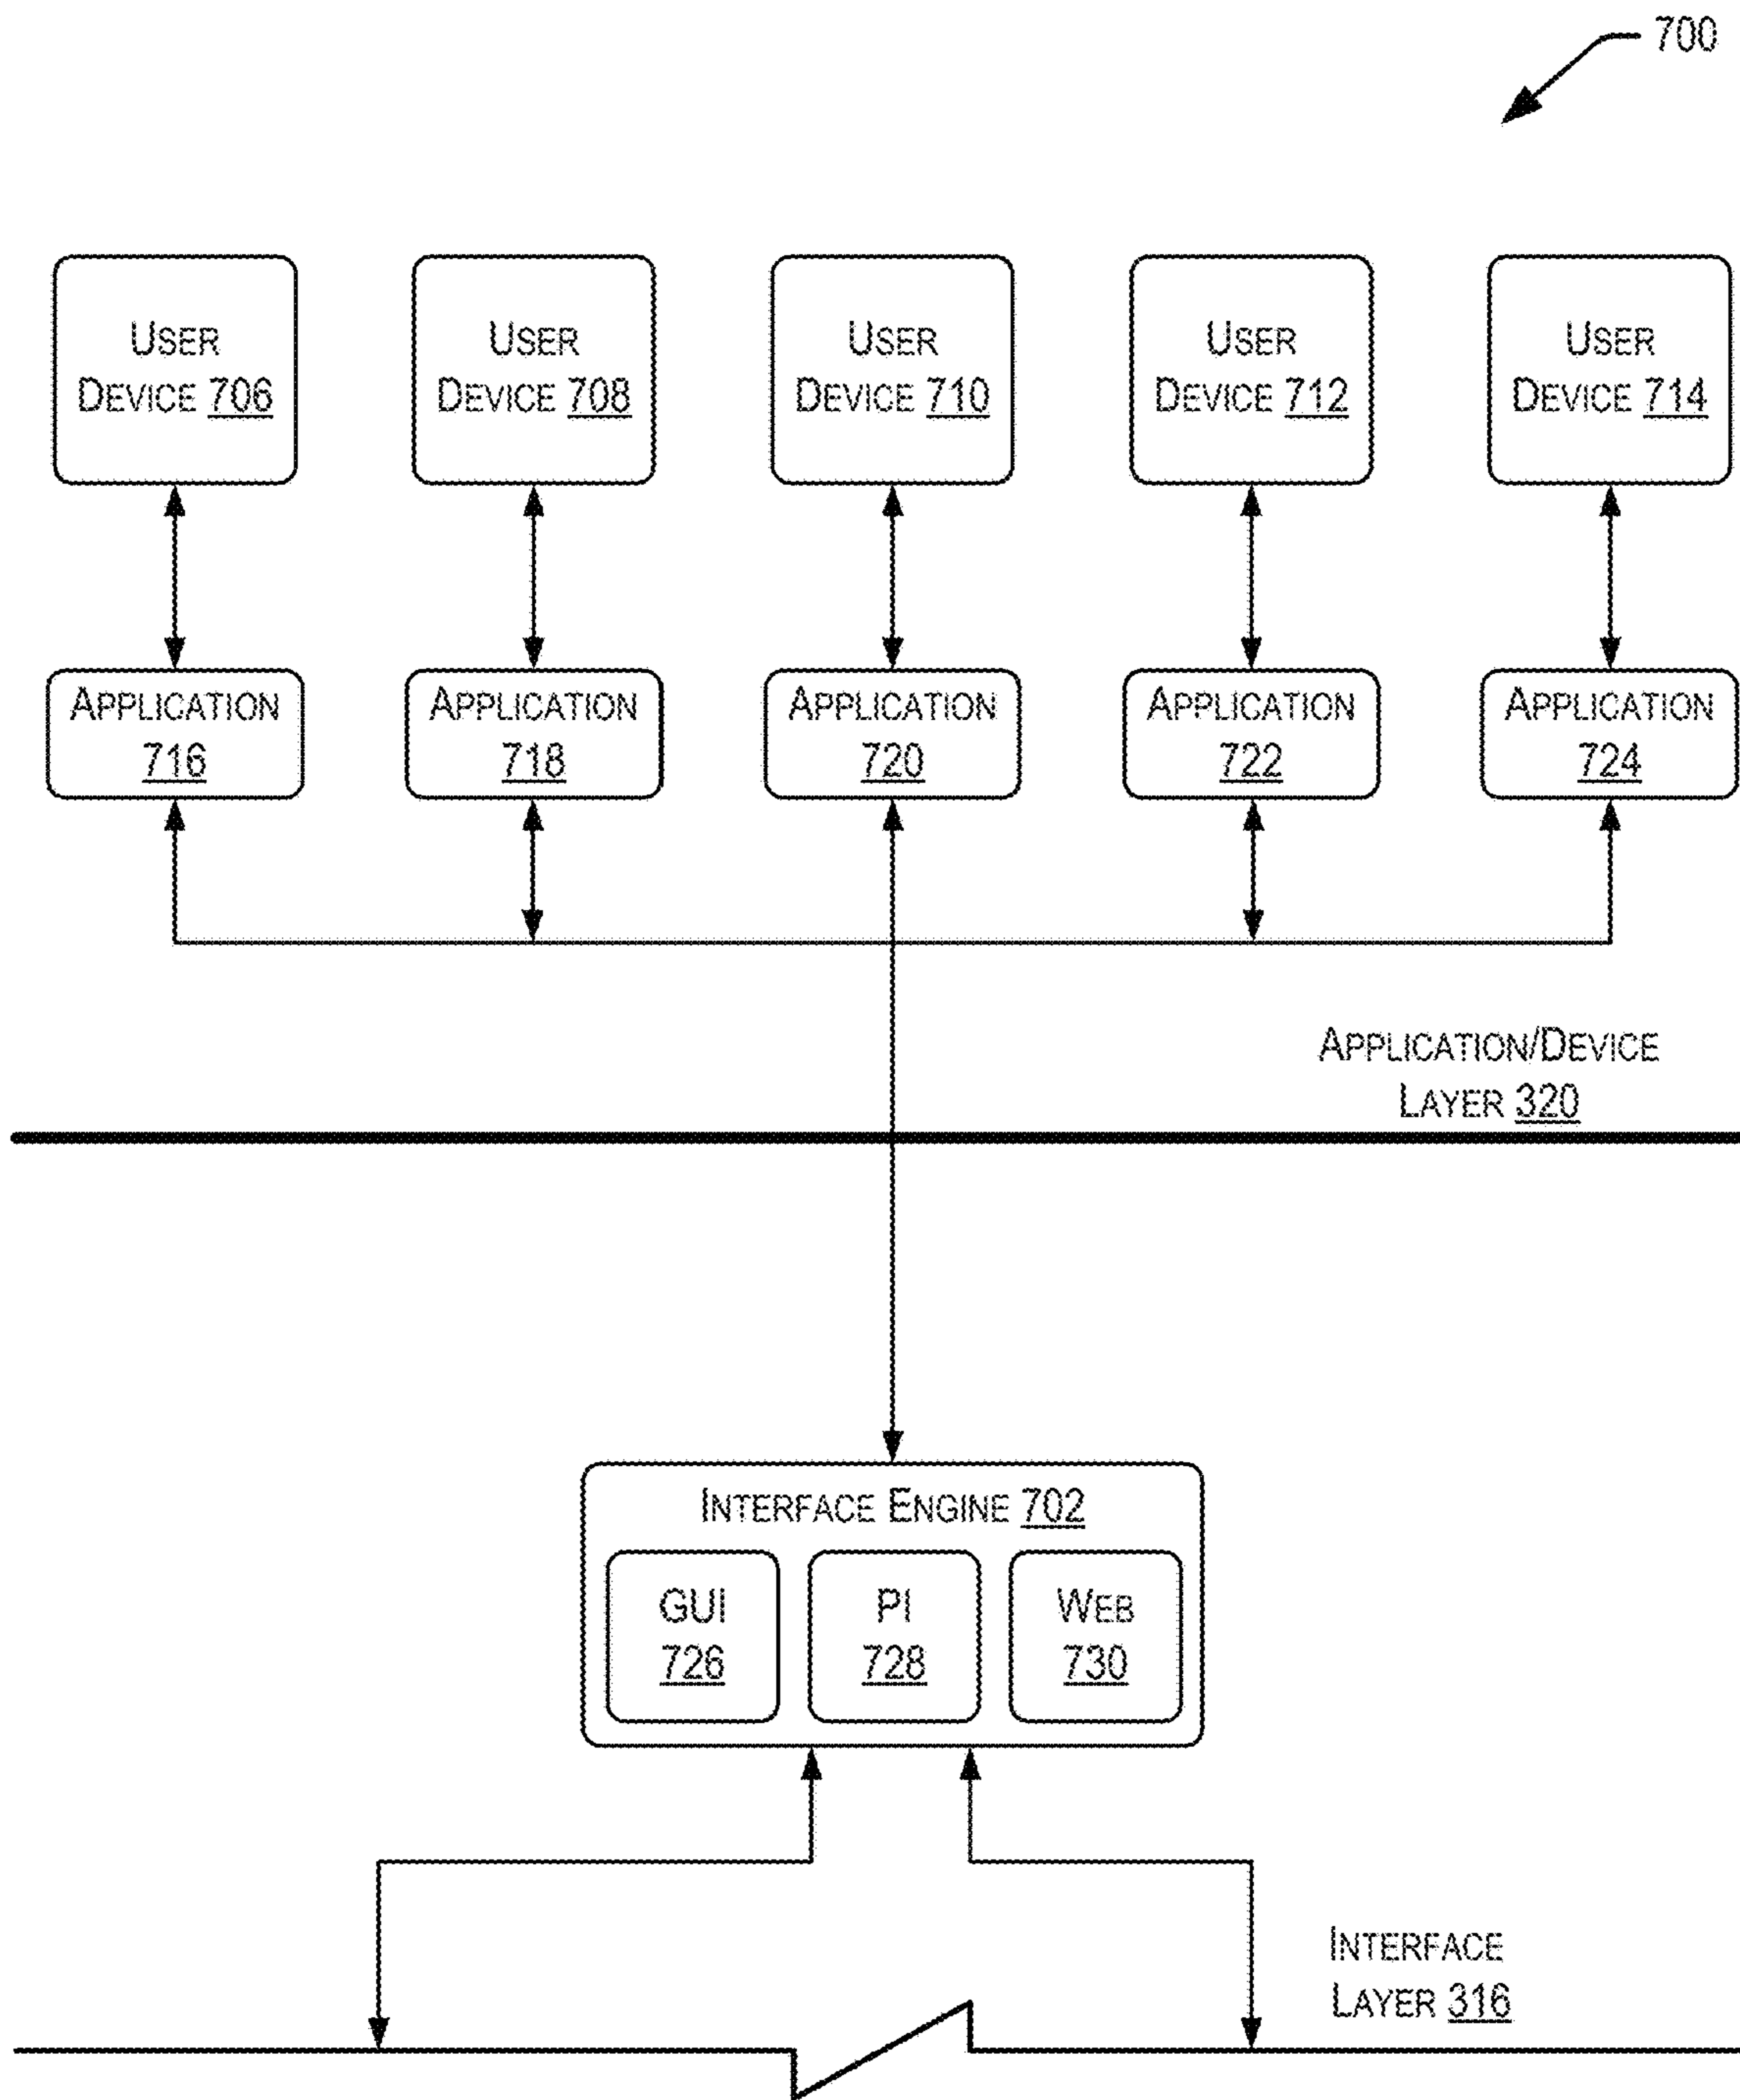 700
USER
DEVICE 706
USER
DEVICE 708
USER
DEVICE 710
USER
DEVICE 712
USER
DEVICE 714
APPLICATION
716
APPLICATION
718
APPLICATION
720
APPLICATION
722
APPLICATION
724
APPLICATION/DEVICE
LAYER 320
INTERFACE ENGINE 702
GUI
726
PI
728
WEB
730
INTERFACE
LAYER 316